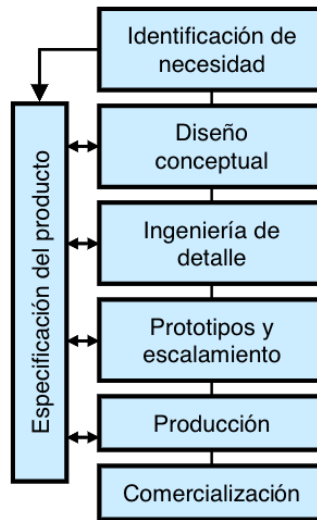 Identificación de
necesidad
Especificación del producto
Diseño
conceptual
Ingeniería de
detalle
Prototipos y
escalamiento
Producción
Comercialización